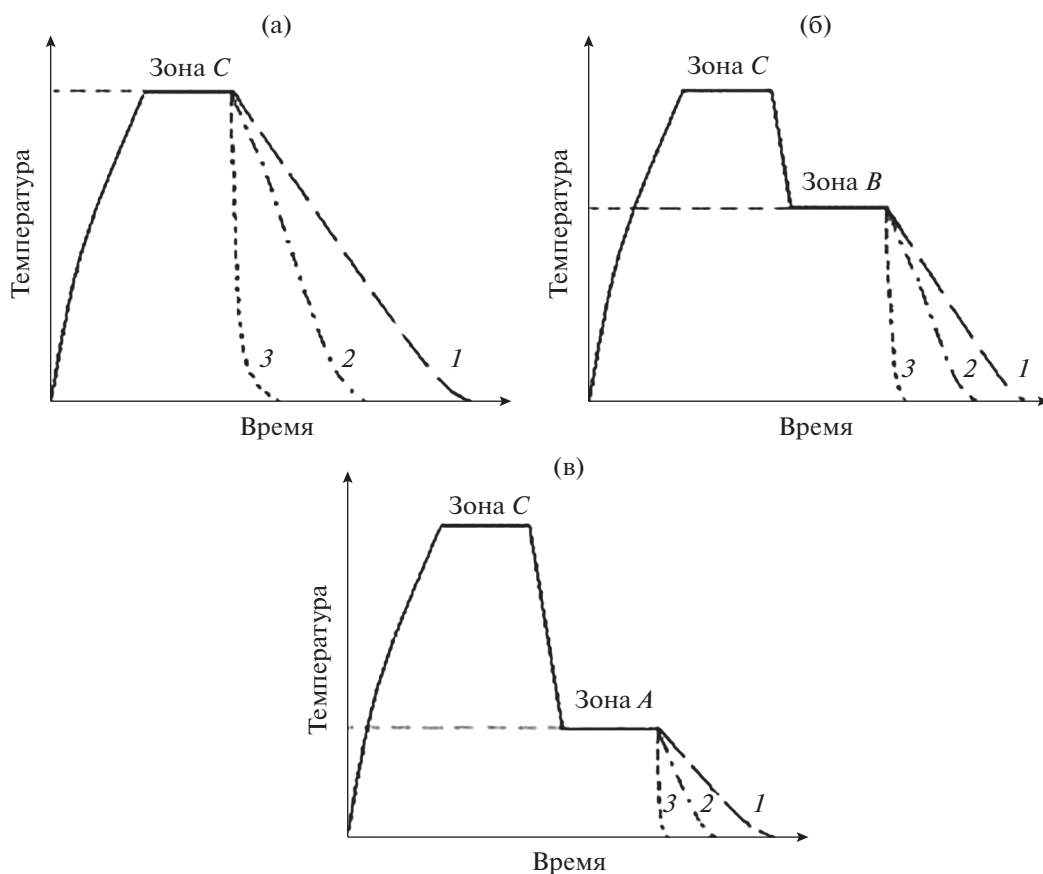 (а)
Зона C
Температура
3
2
1
Время
(б)
Зона C
Зона B
Температура
3
2
1
Время
(в)
Зона C
Зона A
Температура
3
2
1
Время